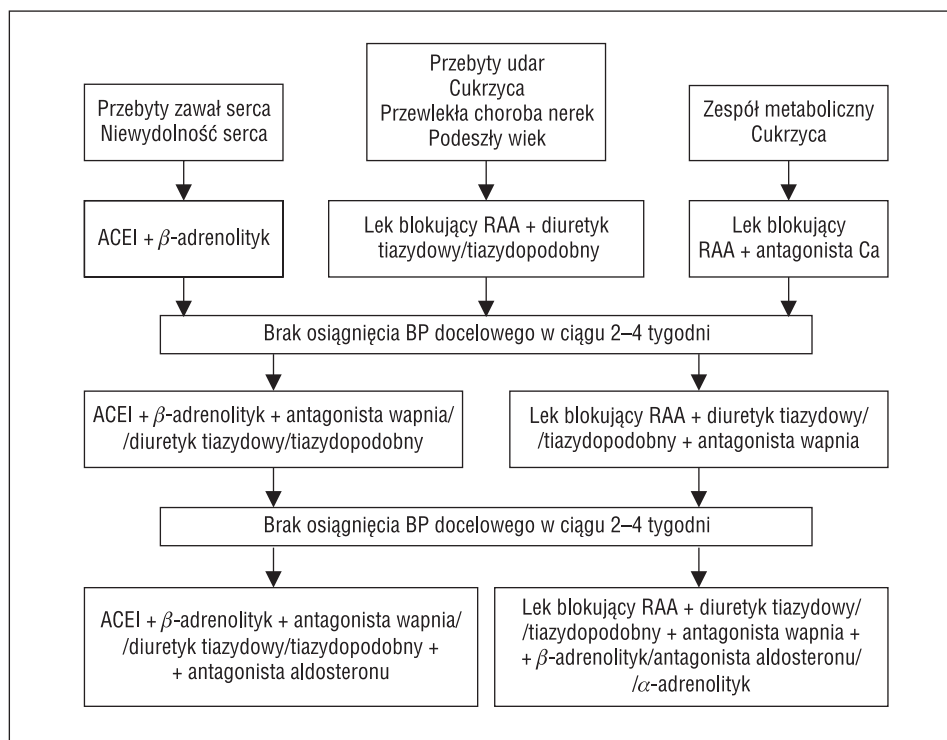 Przebyty zawał serca
Niewydolność serca
Przebyty udar
Cukrzyca
Przewlekła choroba nerek
Podeszły wiek
Zespół metaboliczny
Cukrzyca
ACEI + β-adrenolityk
Lek blokujący RAA + diuretyk
tiazydowy/tiazydopodobny
Lek blokujący
RAA + antagonista Ca
Brak osiągnięcia BP docelowego w ciągu 2–4 tygodni
ACEI + β-adrenolityk + antagonista wapnia/
/diuretyk tiazydowy/tiazydopodobny
Lek blokujący RAA + diuretyk tiazydowy/
/tiazydopodobny + antagonista wapnia
Brak osiągnięcia BP docelowego w ciągu 2–4 tygodni
ACEI + β-adrenolityk + antagonista wapnia/
/diuretyk tiazydowy/tiazydopodobny +
+ antagonista aldosteronu
Lek blokujący RAA + diuretyk tiazydowy/
/tiazydopodobny + antagonista wapnia +
+ β-adrenolityk/antagonista aldosteronu/
/α-adrenolityk